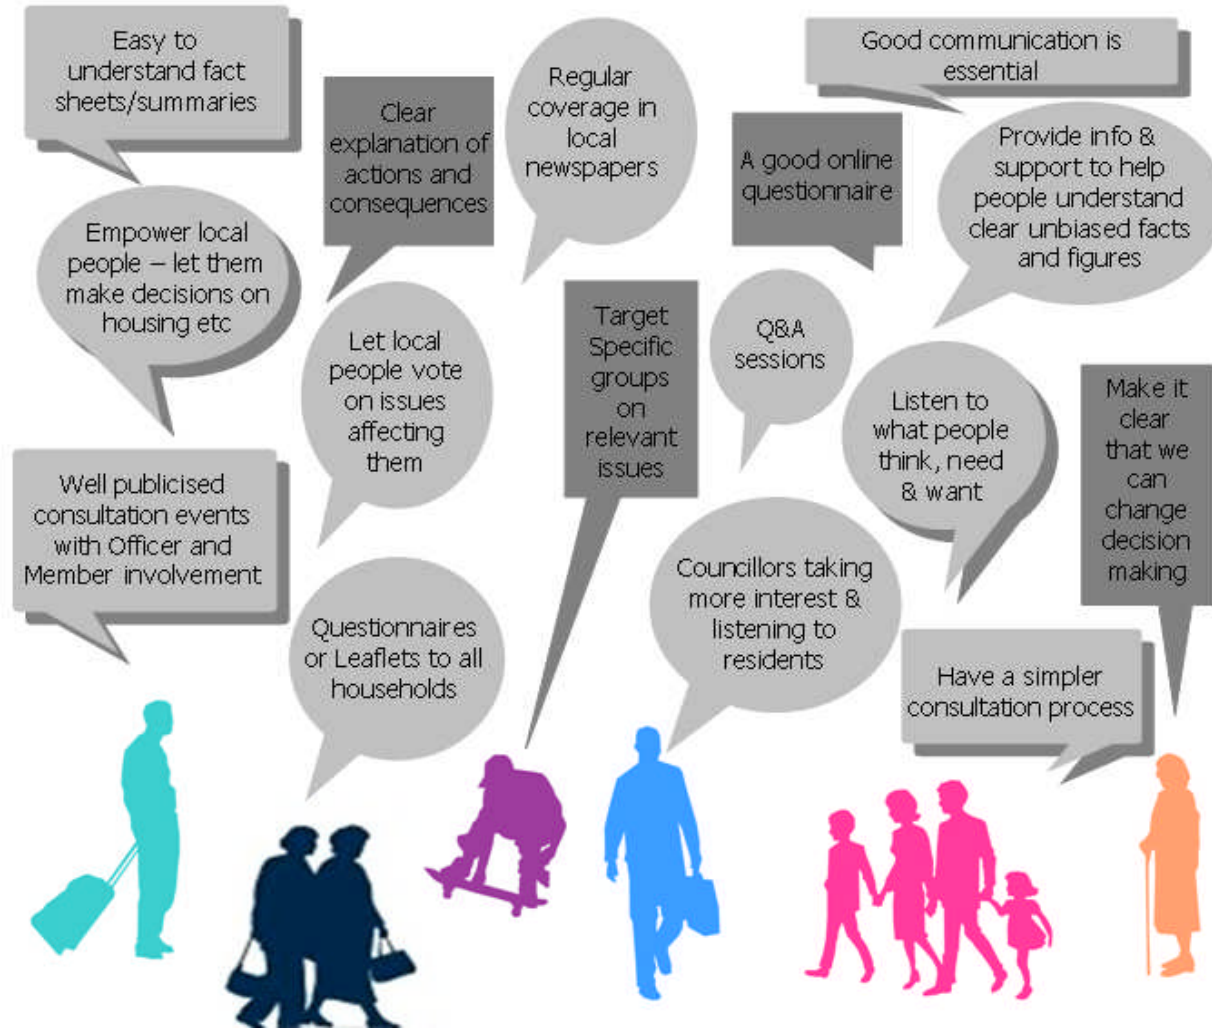 Easy to
understand fact
sheets/summaries
Clear
explanation of
actions and
consequences
Regular
coverage in
local
newspapers
Good communication is
essential
A good online
questionnaire
Provide info &
support to help
people understand
clear unbiased facts
and figures
Empower local
people – let them
make decisions on
housing etc
Let local
people vote
on issues
affecting
them
Target
Specific
groups
on
relevant
issues
Q&A
sessions
Listen to
what people
think, need
& want
Make it
clear
that we
can
change
decision
making
Well publicised
consultation events
with Officer and
Member involvement
Questionnaires
or Leaflets to all
households
Councillors taking
more interest &
listening to
residents
Have a simpler
consultation process